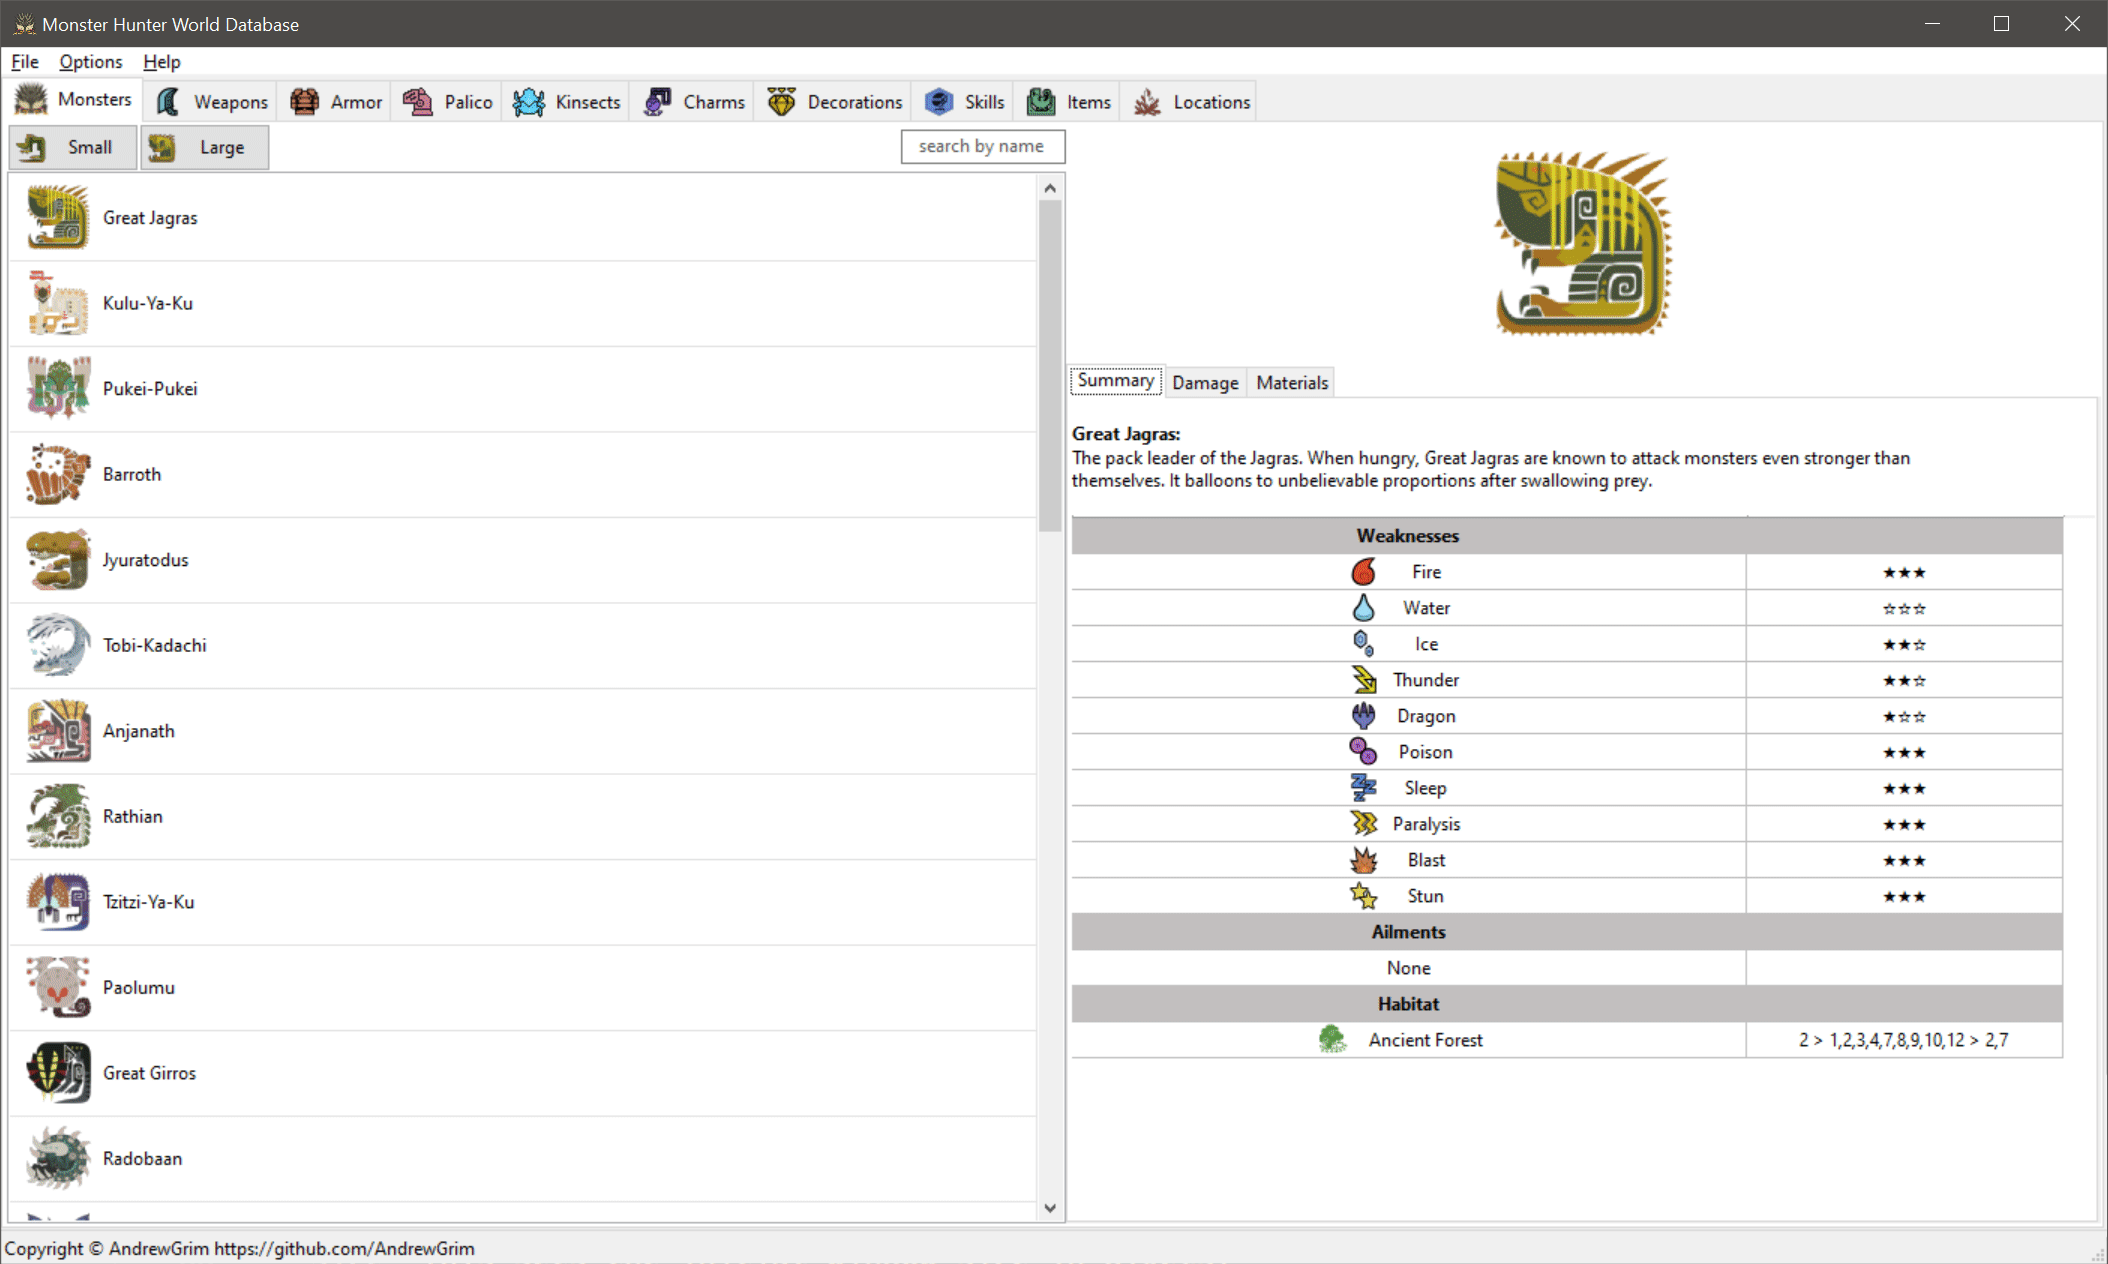 Monster Hunter World Database
File Options Help
Monsters Weapons Armor Palico Kinsects Charms Decorations Skills Items Locations
Small Large search by name
Great Jagras
Kulu-Ya-Ku
Pukei-Pukei
Barroth
Jyuratodus
Tobi-Kadachi
Anjanath
Rathian
Tzitzi-Ya-Ku
Paolumu
Great Girros
Radobaan
Summary Damage Materials
Great Jagras:
The pack leader of the Jagras. When hungry, Great Jagras are known to attack monsters even stronger than
themselves. It balloons to unbelievable proportions after swallowing prey.
Weaknesses
Fire ★★★
Water ☆☆☆
Ice ★★☆
Thunder ★★☆
Dragon ★☆☆
Poison ★★★
Sleep ★★★
Paralysis ★★★
Blast ★★★
Stun ★★★
Ailments
None
Habitat
Ancient Forest 2 > 1,2,3,4,7,8,9,10,12 > 2,7
Copyright © AndrewGrim https://github.com/AndrewGrim